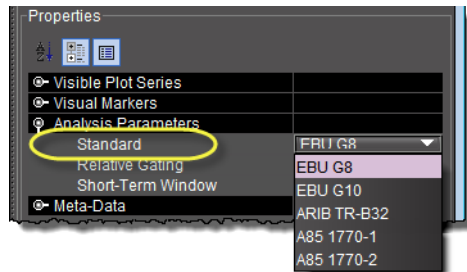 Properties
Visible Plot Series
Visual Markers
Analysis Parameters
Standard EBU G8
Relative Gating EBU G8
Short-Term Window EBU G10
Meta-Data ARIB TR-B32
A85 1770-1
A85 1770-2